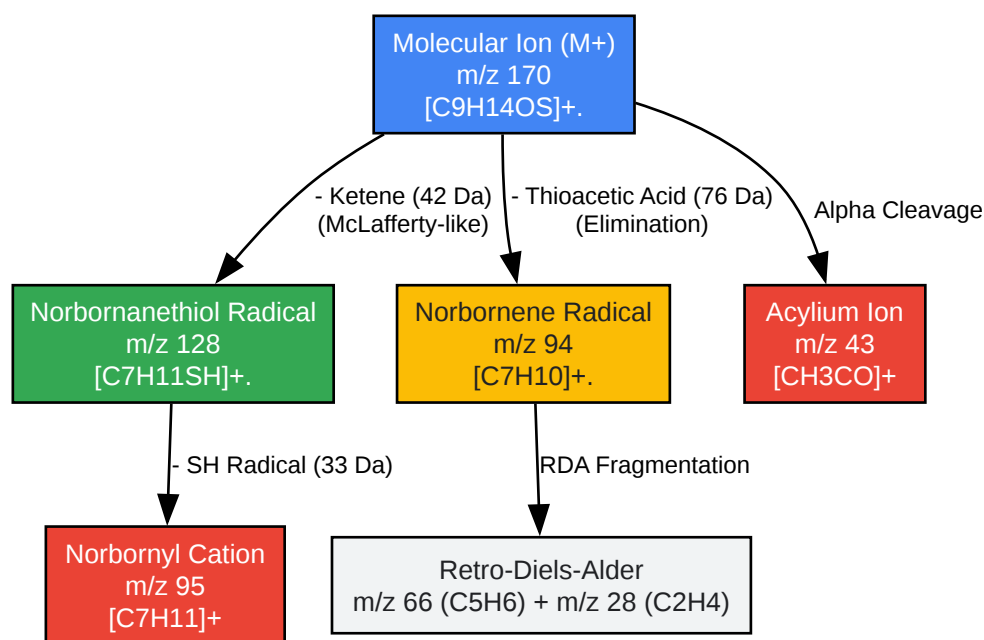 Molecular Ion (M+)
m/z 170
[C9H14OS]+.
- Ketene (42 Da)
(McLafferty-like)
- Thioacetic Acid (76 Da)
(Elimination)
Alpha Cleavage
Norbornanethiol Radical
m/z 128
[C7H11SH]+.
Norbornene Radical
m/z 94
[C7H10]+.
Acylium Ion
m/z 43
[CH3CO]+
- SH Radical (33 Da)
RDA Fragmentation
Norbornyl Cation
m/z 95
[C7H11]+
Retro-Diels-Alder
m/z 66 (C5H6) + m/z 28 (C2H4)